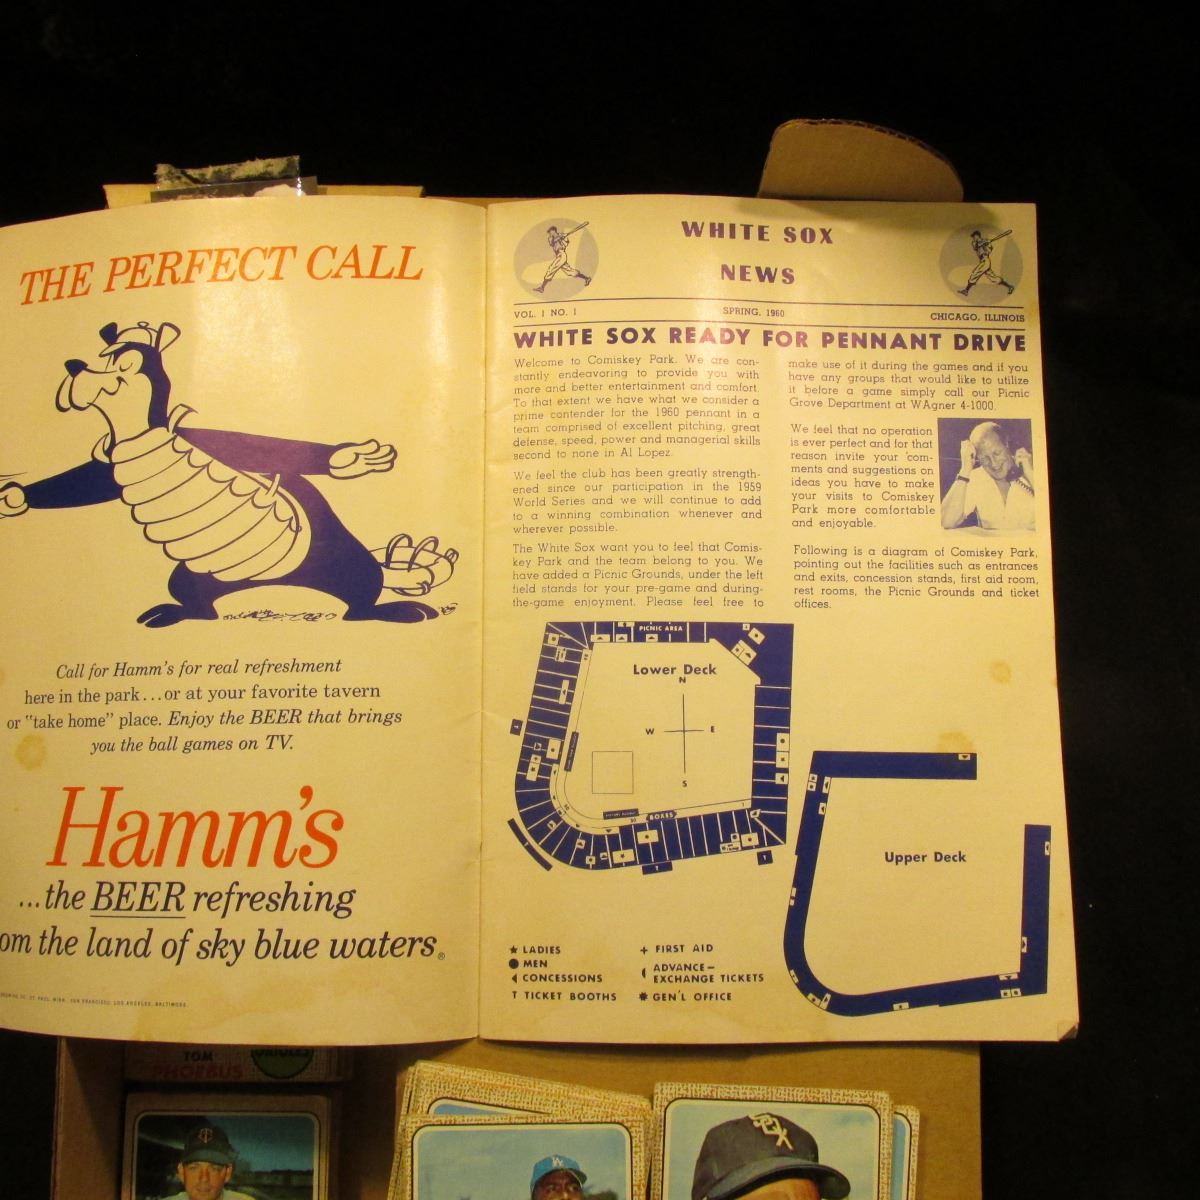 THE PERFECT CALL
Call for Hamm's for real refreshment
here in the park...or at your favorite tavern
or "take home" place. Enjoy the BEER that brings
you the ball games on TV.
Hamm's
...the BEER refreshing
om the land of sky blue waters®
ST. PAUL, MINN. SAN FRANCISCO, LOS ANGELES, BALTIMORE.
WHITE SOX
NEWS
VOL. 1 NO. 1 SPRING, 1960 CHICAGO, ILLINOIS
WHITE SOX READY FOR PENNANT DRIVE
Welcome to Comiskey Park. We are con-
stantly endeavoring to provide you with
more and better entertainment and comfort.
To that extent we have what we consider a
prime contender for the 1960 pennant in a
team comprised of excellent pitching, great
defense, speed, power and managerial skills
second to none in Al Lopez.
We feel the club has been greatly strength-
ened since our participation in the 1959
World Series and we will continue to add
to a winning combination whenever and
wherever possible.
The White Sox want you to feel that Comis-
key Park and the team belong to you. We
have added a Picnic Grounds, under the left
field stands for your pre-game and during-
the-game enjoyment. Please feel free to
make use of it during the games and if you
have any groups that would like to utilize
it before a game simply call our Picnic
Grove Department at WAgner 4-1000.
We feel that no operation
is ever perfect and for that
reason invite your com-
ments and suggestions on
ideas you have to make
your visits to Comiskey
Park more comfortable
and enjoyable.
Following is a diagram of Comiskey Park,
pointing out the facilities such as entrances
and exits, concession stands, first aid room,
rest rooms, the Picnic Grounds and ticket
offices.
PICNIC AREA
Lower Deck
N
W E
S
BOXES
Upper Deck
★ LADIES
● MEN
CONCESSIONS
T TICKET BOOTHS
+ FIRST AID
ADVANCE—
EXCHANGE TICKETS
GEN'L OFFICE
TOM
PHOEBUS
ORIOLES
LA
SOX